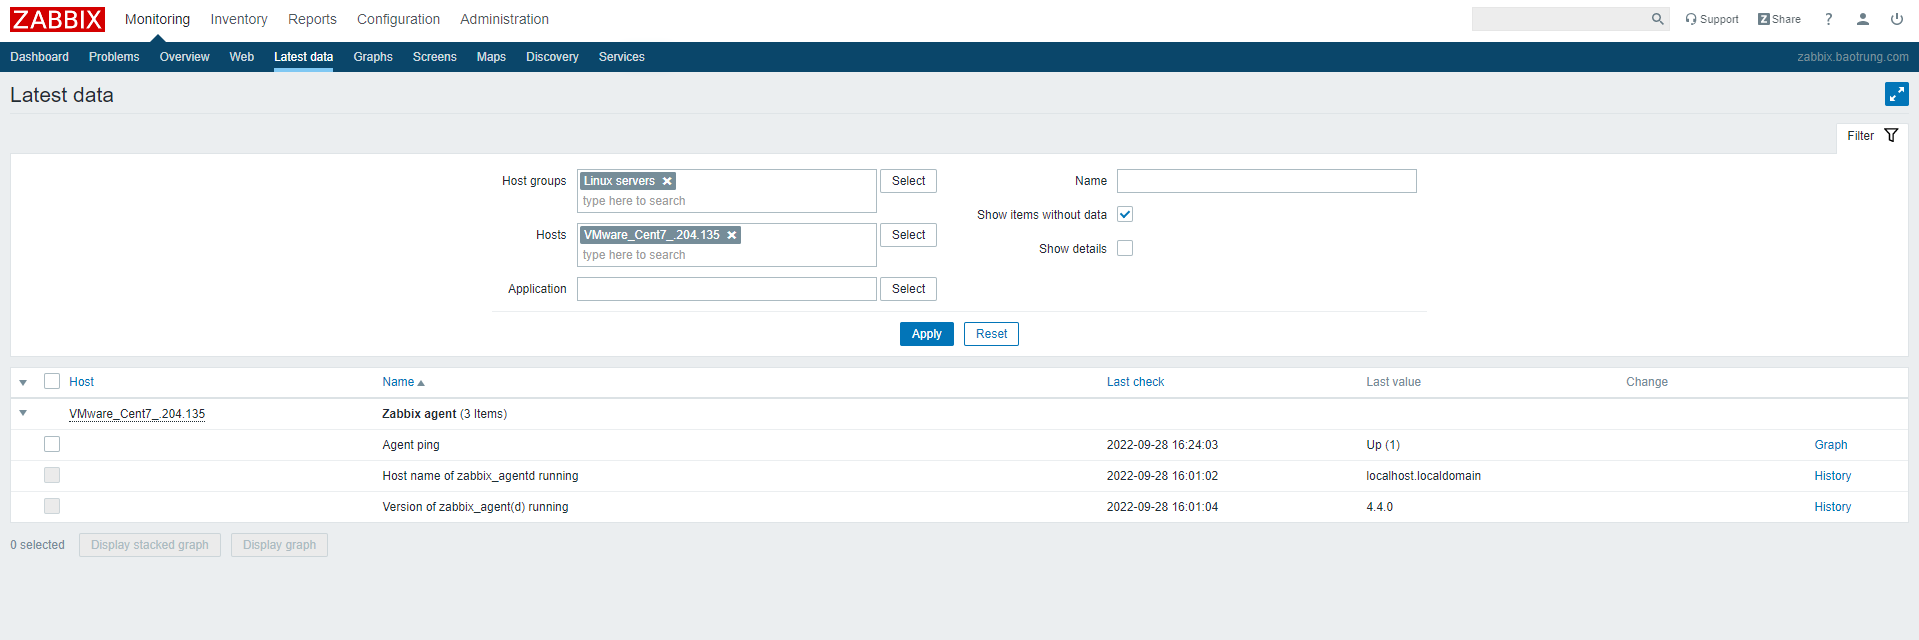 ZABBIX Monitoring Inventory Reports Configuration Administration Support Z Share ?
Dashboard Problems Overview Web Latest data Graphs Screens Maps Discovery Services zabbix.baotrung.com
Latest data
Filter
Host groups Linux servers Select Name
type here to search
Show items without data
Hosts VMware_Cent7_.204.135 Select
type here to search
Show details
Application Select
Apply Reset
Host Name Last check Last value Change
VMware_Cent7_.204.135 Zabbix agent (3 Items)
Agent ping 2022-09-28 16:24:03 Up (1) Graph
Host name of zabbix_agentd running 2022-09-28 16:01:02 localhost.localdomain History
Version of zabbix_agent(d) running 2022-09-28 16:01:04 4.4.0 History
0 selected Display stacked graph Display graph